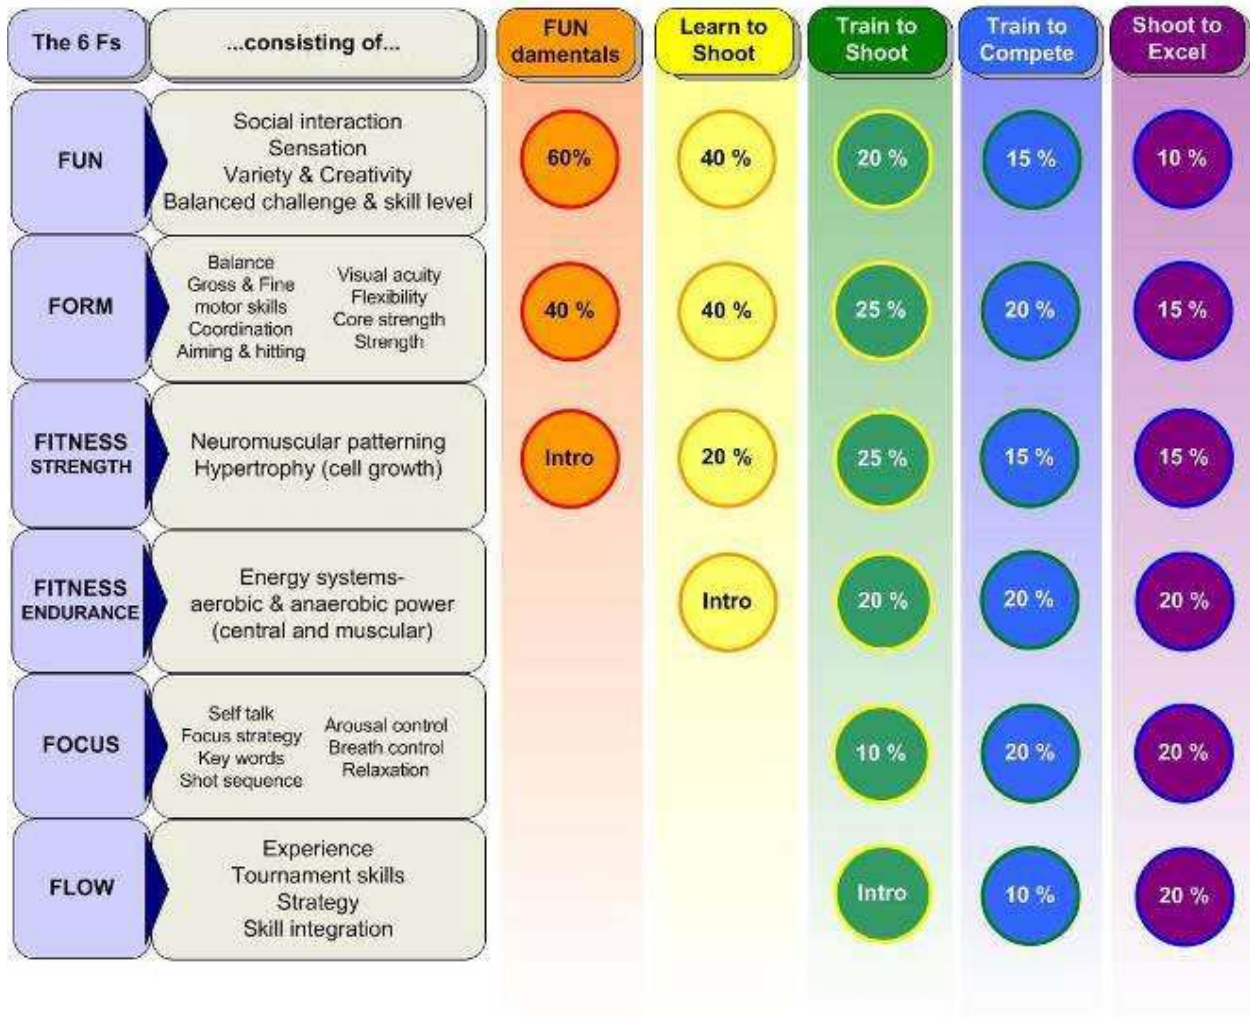 The 6 Fs
...consisting of...
FUN
damentals
Learn to
Shoot
Train to
Shoot
Train to
Compete
Shoot to
Excel
FUN
Social interaction
Sensation
Variety & Creativity
Balanced challenge & skill level
60%
40 %
20 %
15 %
10 %
FORM
Balance
Gross & Fine
motor skills
Coordination
Aiming & hitting
Visual acuity
Flexibility
Core strength
Strength
40 %
40 %
25 %
20 %
15 %
FITNESS
STRENGTH
Neuromuscular patterning
Hypertrophy (cell growth)
Intro
20 %
25 %
15 %
15 %
FITNESS
ENDURANCE
Energy systems-
aerobic & anaerobic power
(central and muscular)
Intro
20 %
20 %
20 %
FOCUS
Self talk
Focus strategy
Key words
Shot sequence
Arousal control
Breath control
Relaxation
10 %
20 %
20 %
FLOW
Experience
Tournament skills
Strategy
Skill integration
Intro
10 %
20 %